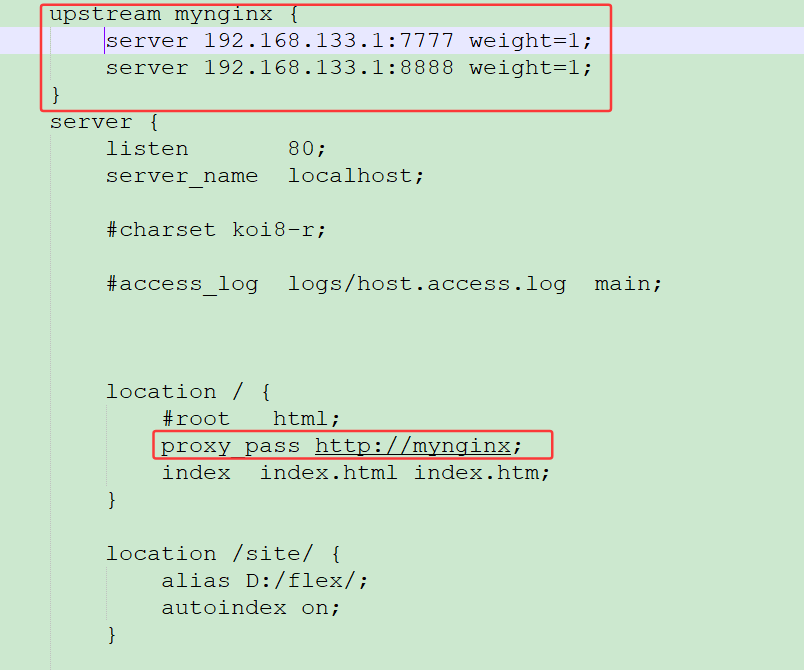 upstream mynginx {
server 192.168.133.1:7777 weight=1;
server 192.168.133.1:8888 weight=1;
}
server {
listen 80;
server_name localhost;
#charset koi8-r;
#access_log logs/host.access.log main;
location / {
#root html;
proxy_pass http://mynginx;
index index.html index.htm;
}
location /site/ {
alias D:/flex/;
autoindex on;
}